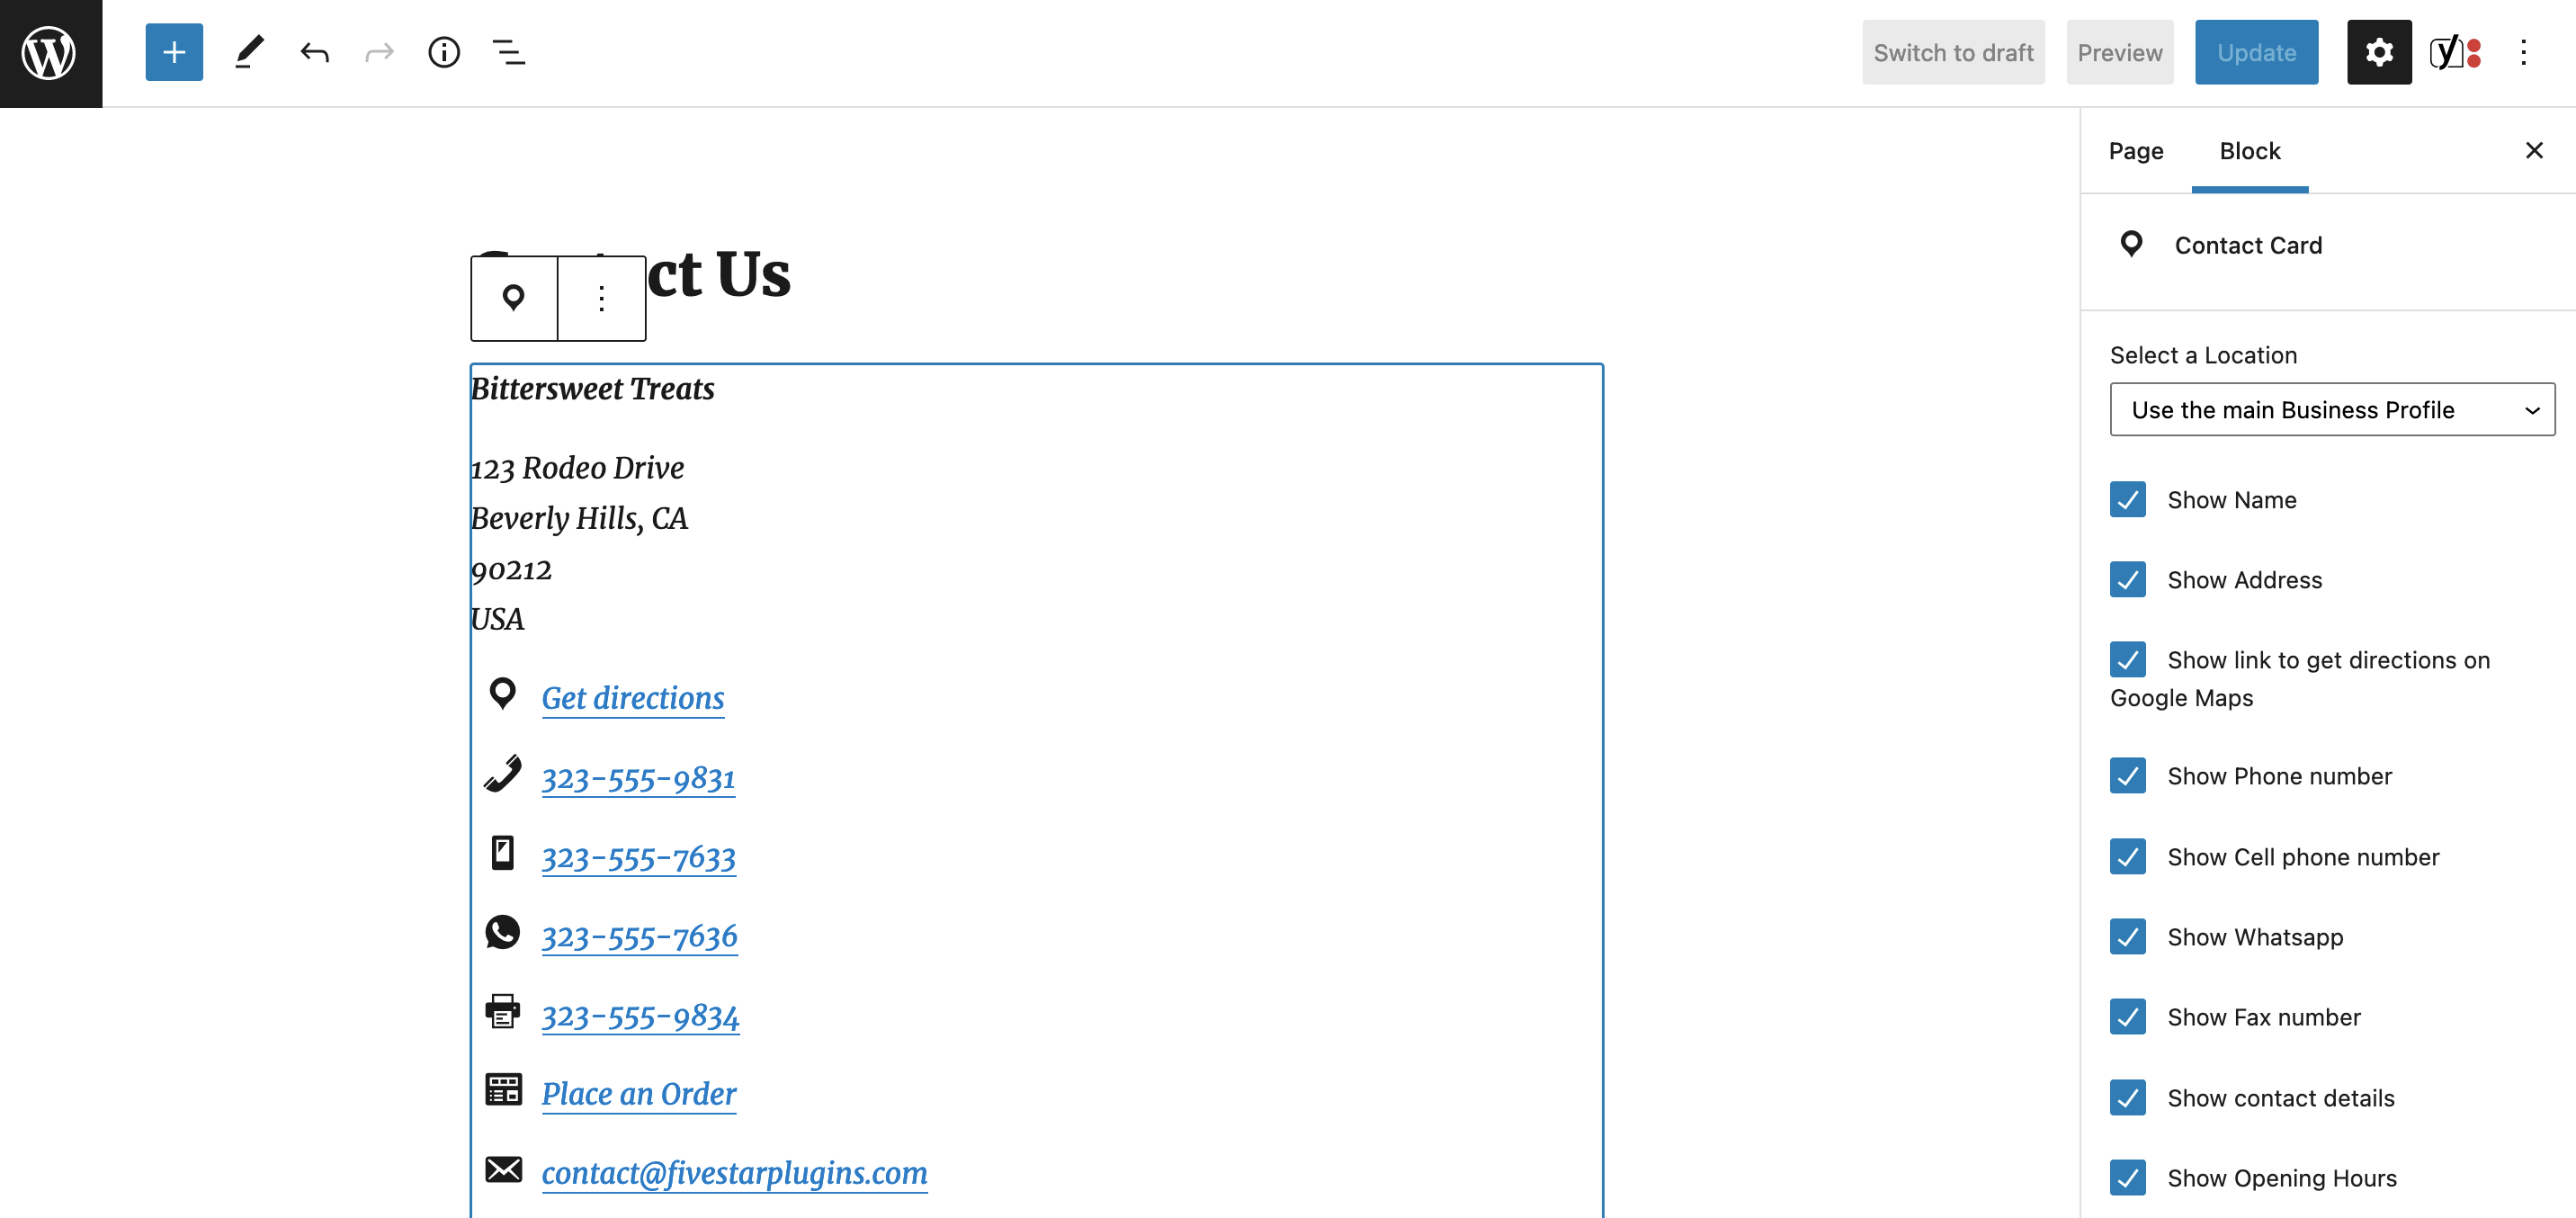 Switch to draft
Preview
Update
Page
Block
Contact Card
ct Us
Bittersweet Treats
123 Rodeo Drive
Beverly Hills, CA
90212
USA
Get directions
323-555-9831
323-555-7633
323-555-7636
323-555-9834
Place an Order
contact@fivestarplugins.com
Select a Location
Use the main Business Profile
Show Name
Show Address
Show link to get directions on
Google Maps
Show Phone number
Show Cell phone number
Show Whatsapp
Show Fax number
Show contact details
Show Opening Hours